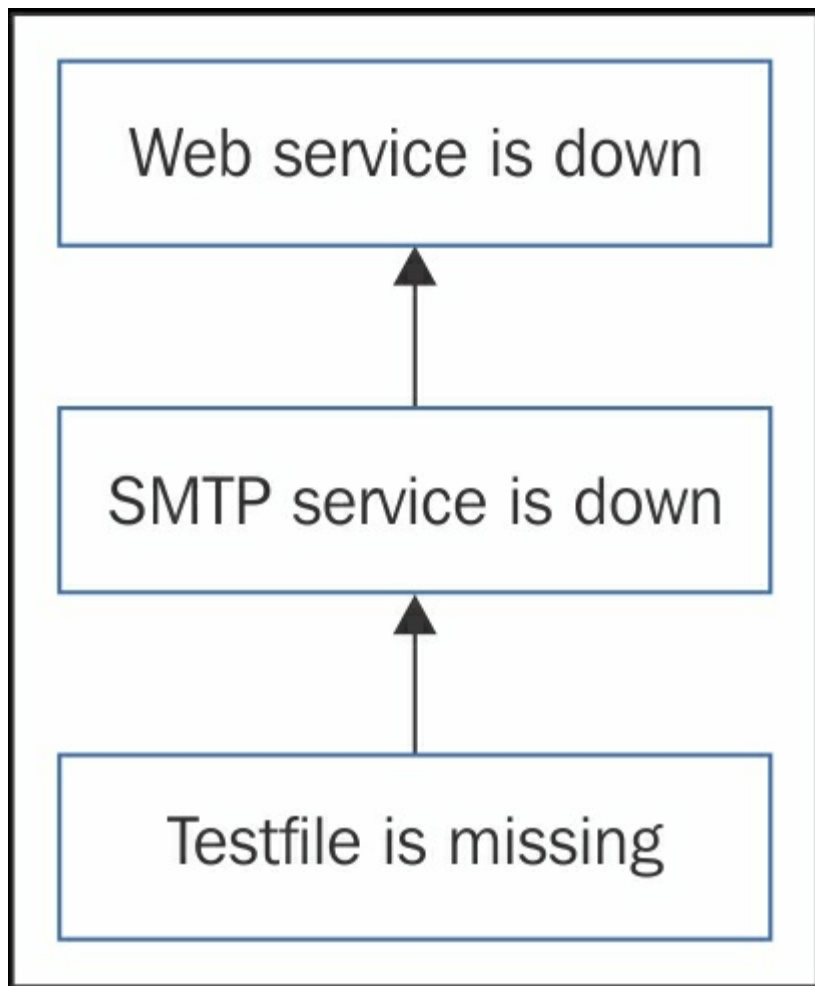 Web service is down
SMTP service is down
Testfile is missing